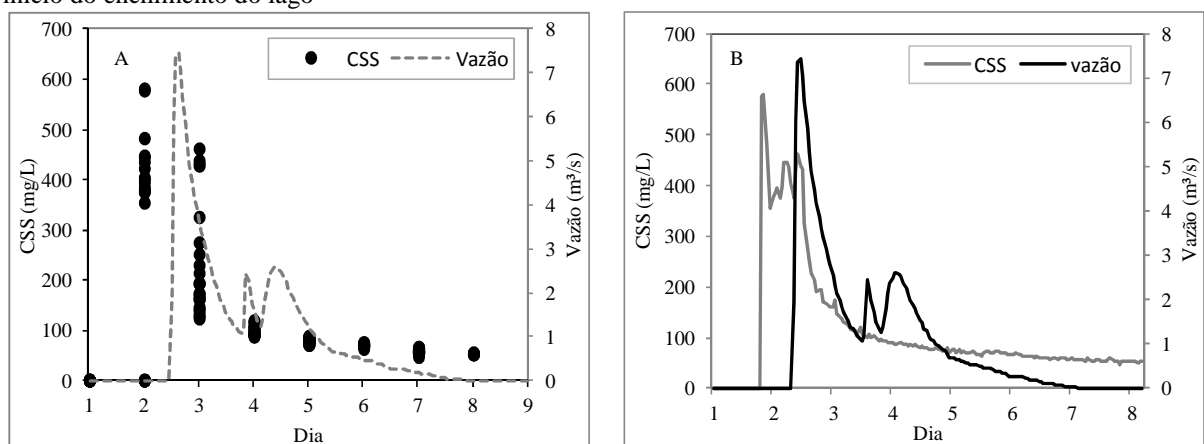 início do enchimento do lago
A
CSS
Vazão
700
600
500
400
300
200
100
0
CSS (mg/L)
8
7
6
5
4
3
2
1
0
Vazão (m³/s)
1 2 3 4 5 6 7 8 9
Dia
B
CSS
vazão
700
600
500
400
300
200
100
0
CSS (mg/L)
8
7
6
5
4
3
2
1
0
Vazão (m³/s)
1 2 3 4 5 6 7 8
Dia